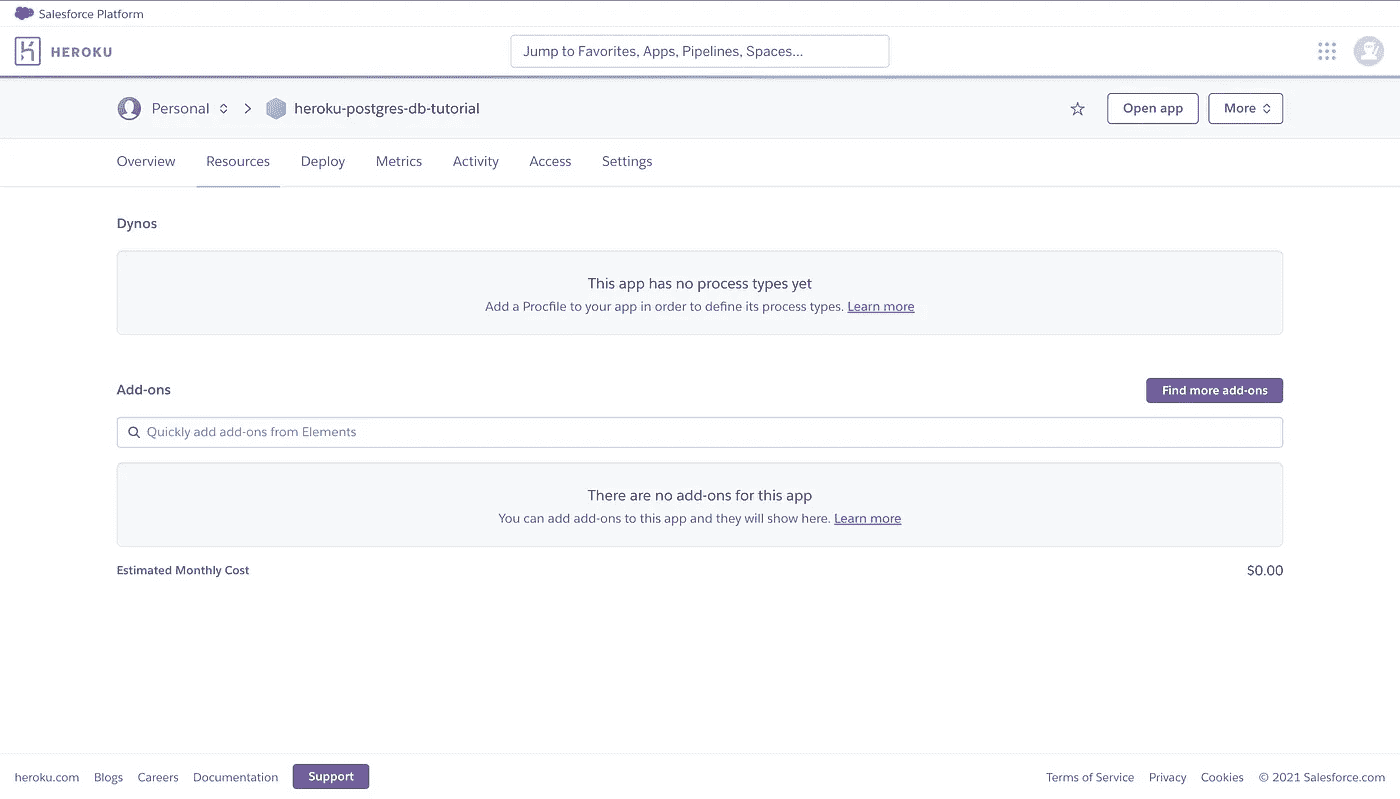 Salesforce Platform
HEROKU
Jump to Favorites, Apps, Pipelines, Spaces...
Personal
heroku-postgres-db-tutorial
Open app
More
Overview Resources Deploy Metrics Activity Access Settings
Dynos
This app has no process types yet
Add a Procfile to your app in order to define its process types. Learn more
Add-ons
Find more add-ons
Quickly add add-ons from Elements
There are no add-ons for this app
You can add add-ons to this app and they will show here. Learn more
Estimated Monthly Cost $0.00
heroku.com Blogs Careers Documentation Support Terms of Service Privacy Cookies © 2021 Salesforce.com